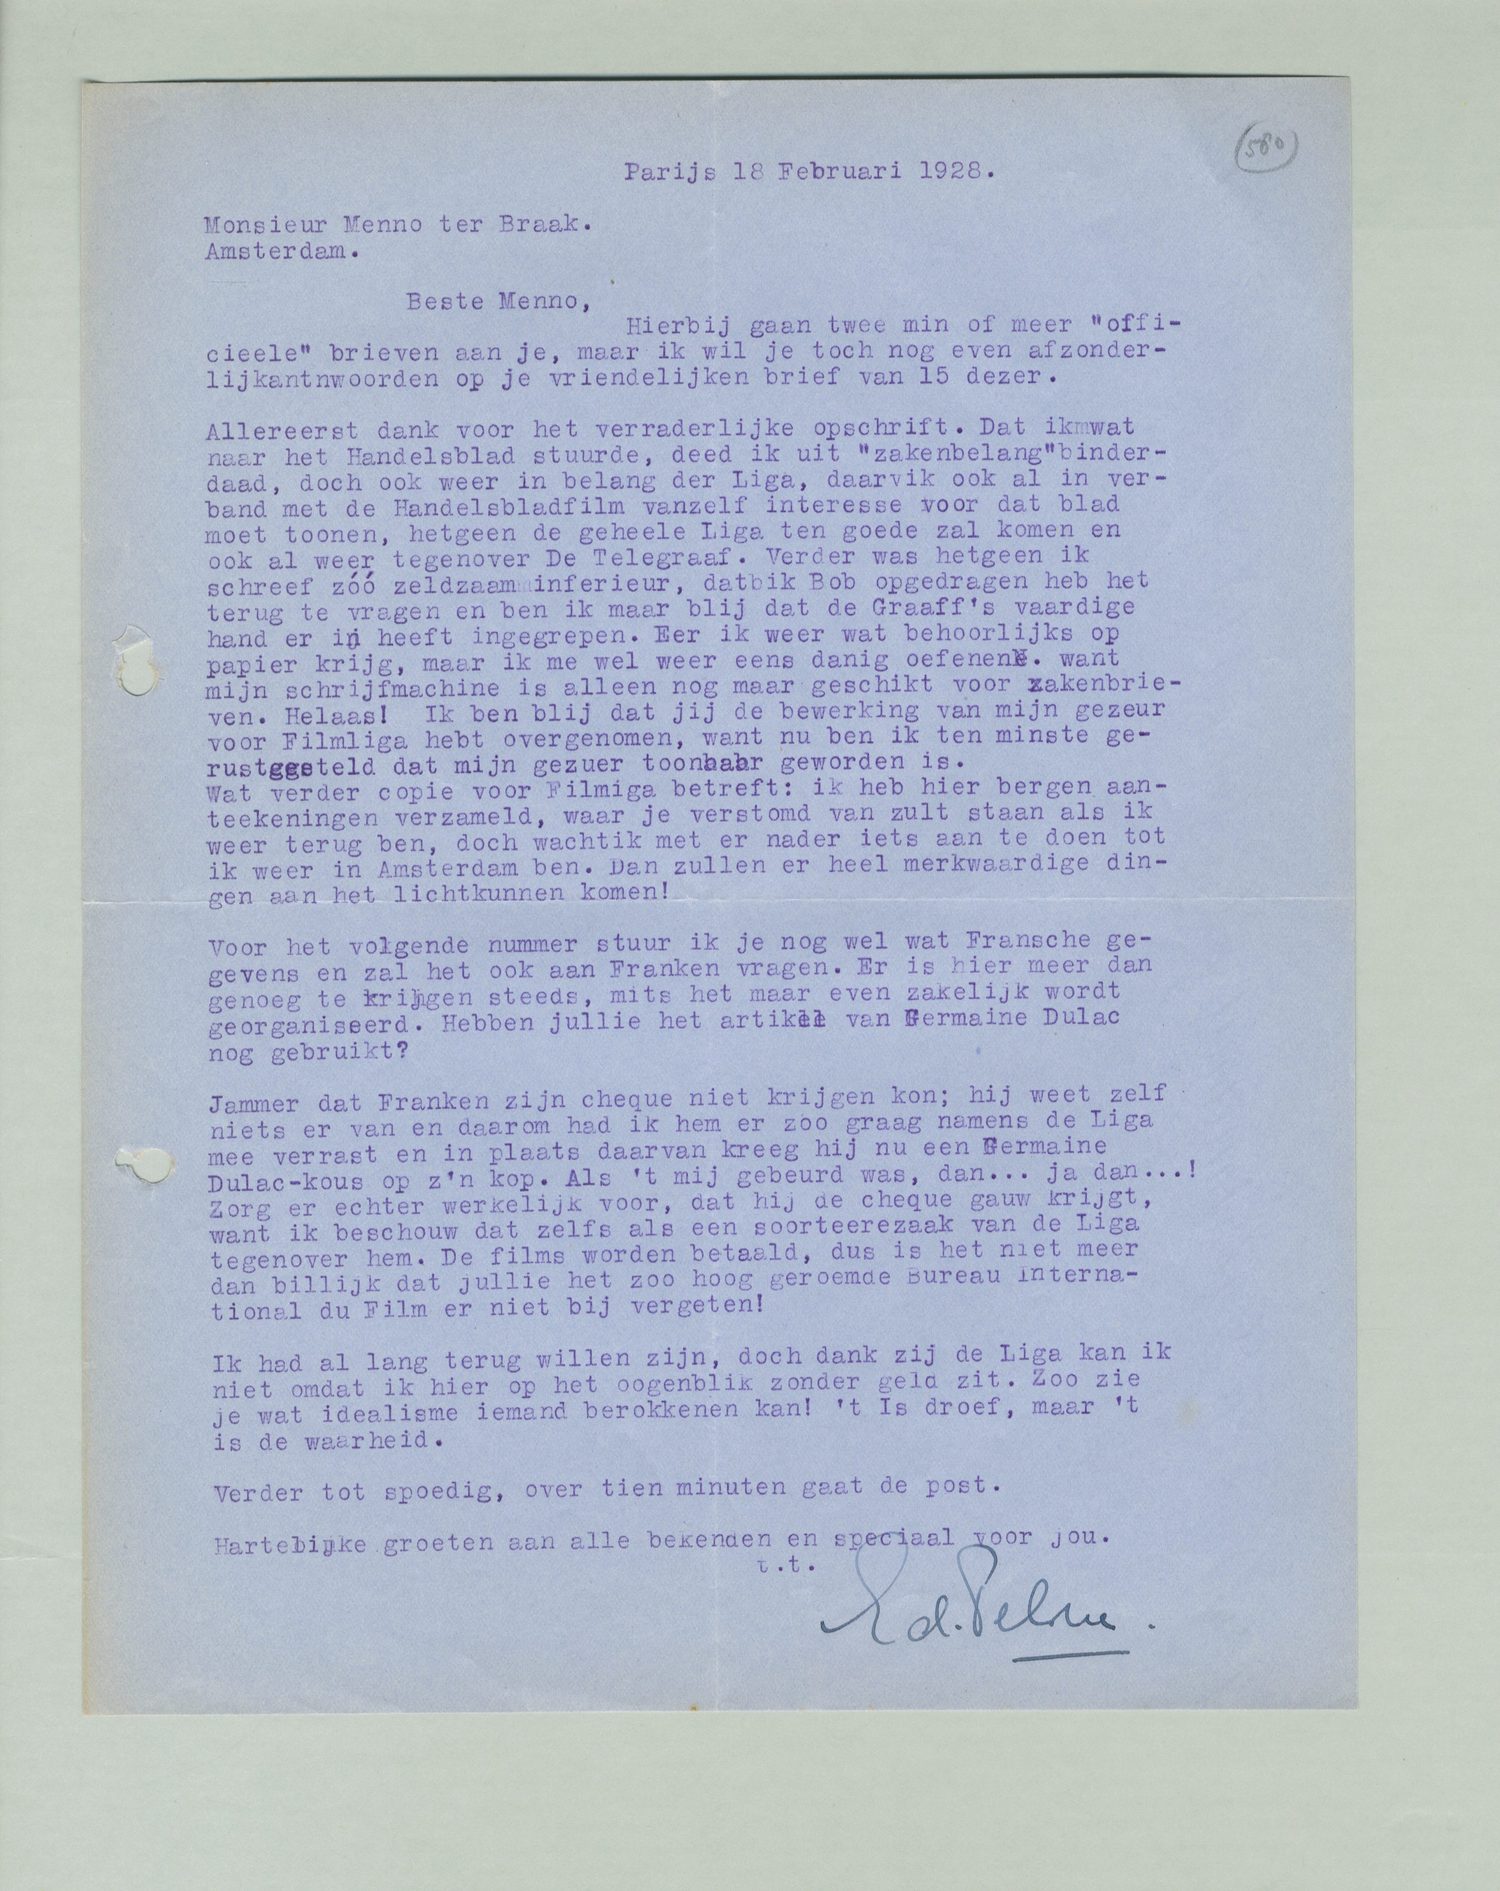 580
Parijs 18 Februari 1928.
Monsieur Menno ter Braak.
Amsterdam.
Beste Menno,
Hierbij gaan twee min of meer "offi-
cieele" brieven aan je, maar ik wil je toch nog even afzonder-
lijkantnwoorden op je vriendelijken brief van 15 dezer.
Allereerst dank voor het verraderlijke opschrift. Dat ikmwat
naar het Handelsblad stuurde, deed ik uit "zakenbelang"binder-
daad, doch ook weer in belang der Liga, daarvik ook al in ver-
band met de Handelsbladfilm vanzelf interesse voor dat blad
moet toonen, hetgeen de geheele Liga ten goede zal komen en
ook al weer tegenover De Telegraaf. Verder was hetgeen ik
schreef zóó zeldzaamminferieur, datbik Bob opgedragen heb het
terug te vragen en ben ik maar blij dat de Graaff's vaardige
hand er in heeft ingegrepen. Eer ik weer wat behoorlijks op
papier krijg, maar ik me wel weer eens danig oefenen. want
mijn schrijfmachine is alleen nog maar geschikt voor zakenbrie-
ven. Helaas! Ik ben blij dat jij de bewerking van mijn gezeur
voor Filmliga hebt overgenomen, want nu ben ik ten minste ge-
rustgesteld dat mijn gezuer toonbaar geworden is.
Wat verder copie voor Filmiga betreft: ik heb hier bergen aan-
teekeningen verzameld, waar je verstomd van zult staan als ik
weer terug ben, doch wachtik met er nader iets aan te doen tot
ik weer in Amsterdam ben. Dan zullen er heel merkwaardige din-
gen aan het lichtkunnen komen!
Voor het volgende nummer stuur ik je nog wel wat Fransche ge-
gevens en zal het ook aan Franken vragen. Er is hier meer dan
genoeg te krijgen steeds, mits het maar even zakelijk wordt
georganiseerd. Hebben jullie het artikel van Germaine Dulac
nog gebruikt?
Jammer dat Franken zijn cheque niet krijgen kon; hij weet zelf
niets er van en daarom had ik hem er zoo graag namens de Liga
mee verrast en in plaats daarvan kreeg hij nu een Germaine
Dulac-kous op z'n kop. Als 't mij gebeurd was, dan... ja dan...!
Zorg er echter werkelijk voor, dat hij de cheque gauw krijgt,
want ik beschouw dat zelfs als een soorteerezaak van de Liga
tegenover hem. De films worden betaald, dus is het niet meer
dan billijk dat jullie het zoo hoog geroemde Bureau Interna-
tional du Film er niet bij vergeten!
Ik had al lang terug willen zijn, doch dank zij de Liga kan ik
niet omdat ik hier op het oogenblik zonder geld zit. Zoo zie
je wat idealisme iemand berokkenen kan! 't Is droef, maar 't
is de waarheid.
Verder tot spoedig, over tien minuten gaat de post.
Hartelijke groeten aan alle bekenden en speciaal voor jou.
t.t.
Ed. Pelster.